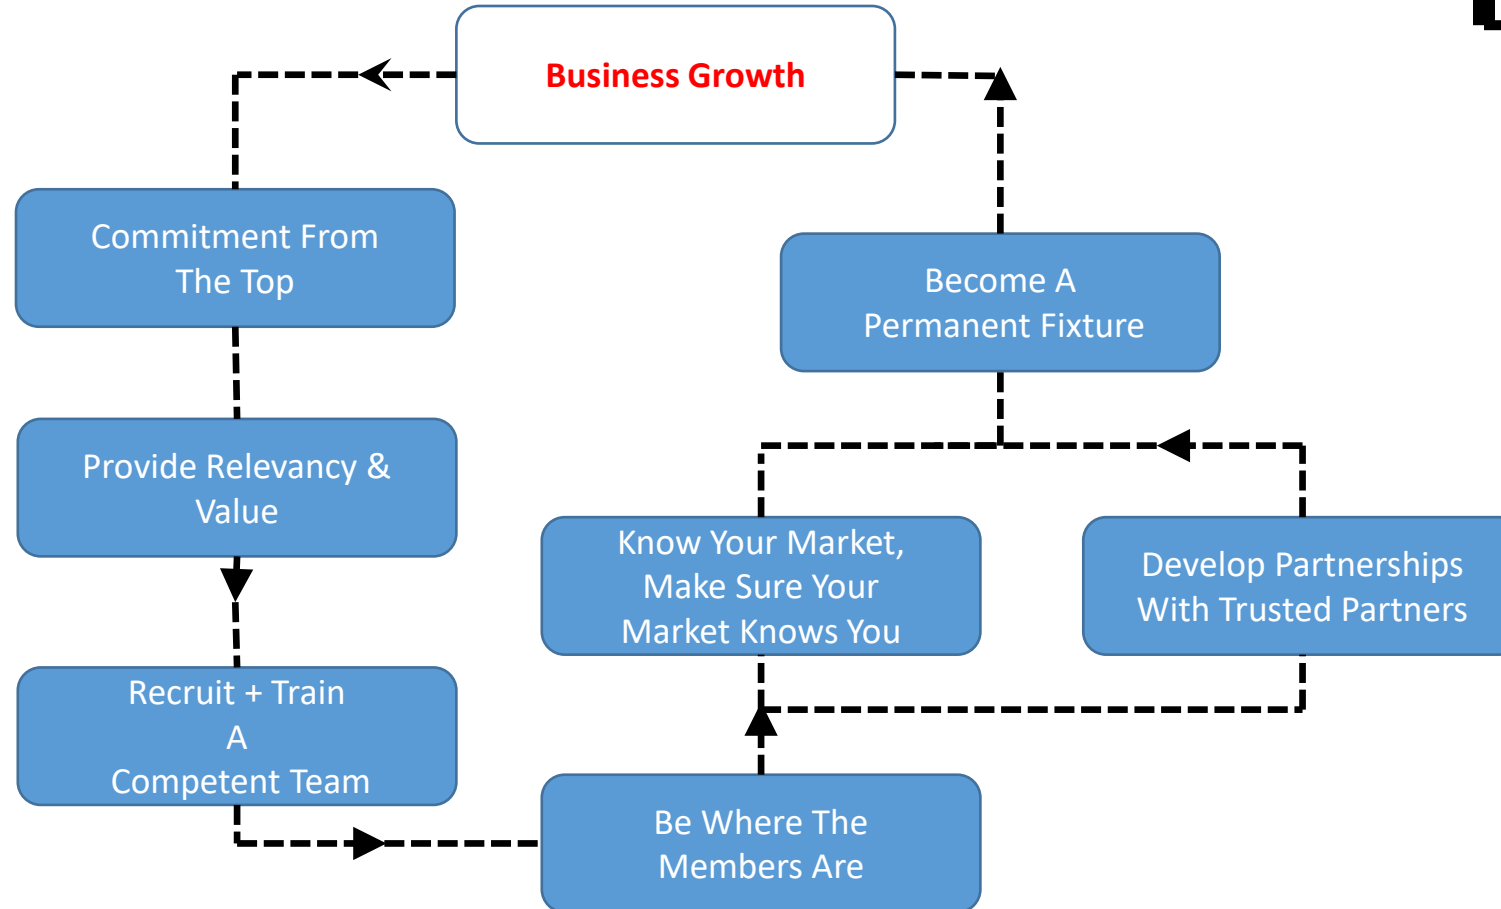 Business Growth
Commitment From
The Top
Provide Relevancy &
Value
Recruit + Train
A
Competent Team
Be Where The
Members Are
Know Your Market,
Make Sure Your
Market Knows You
Develop Partnerships
With Trusted Partners
Become A
Permanent Fixture